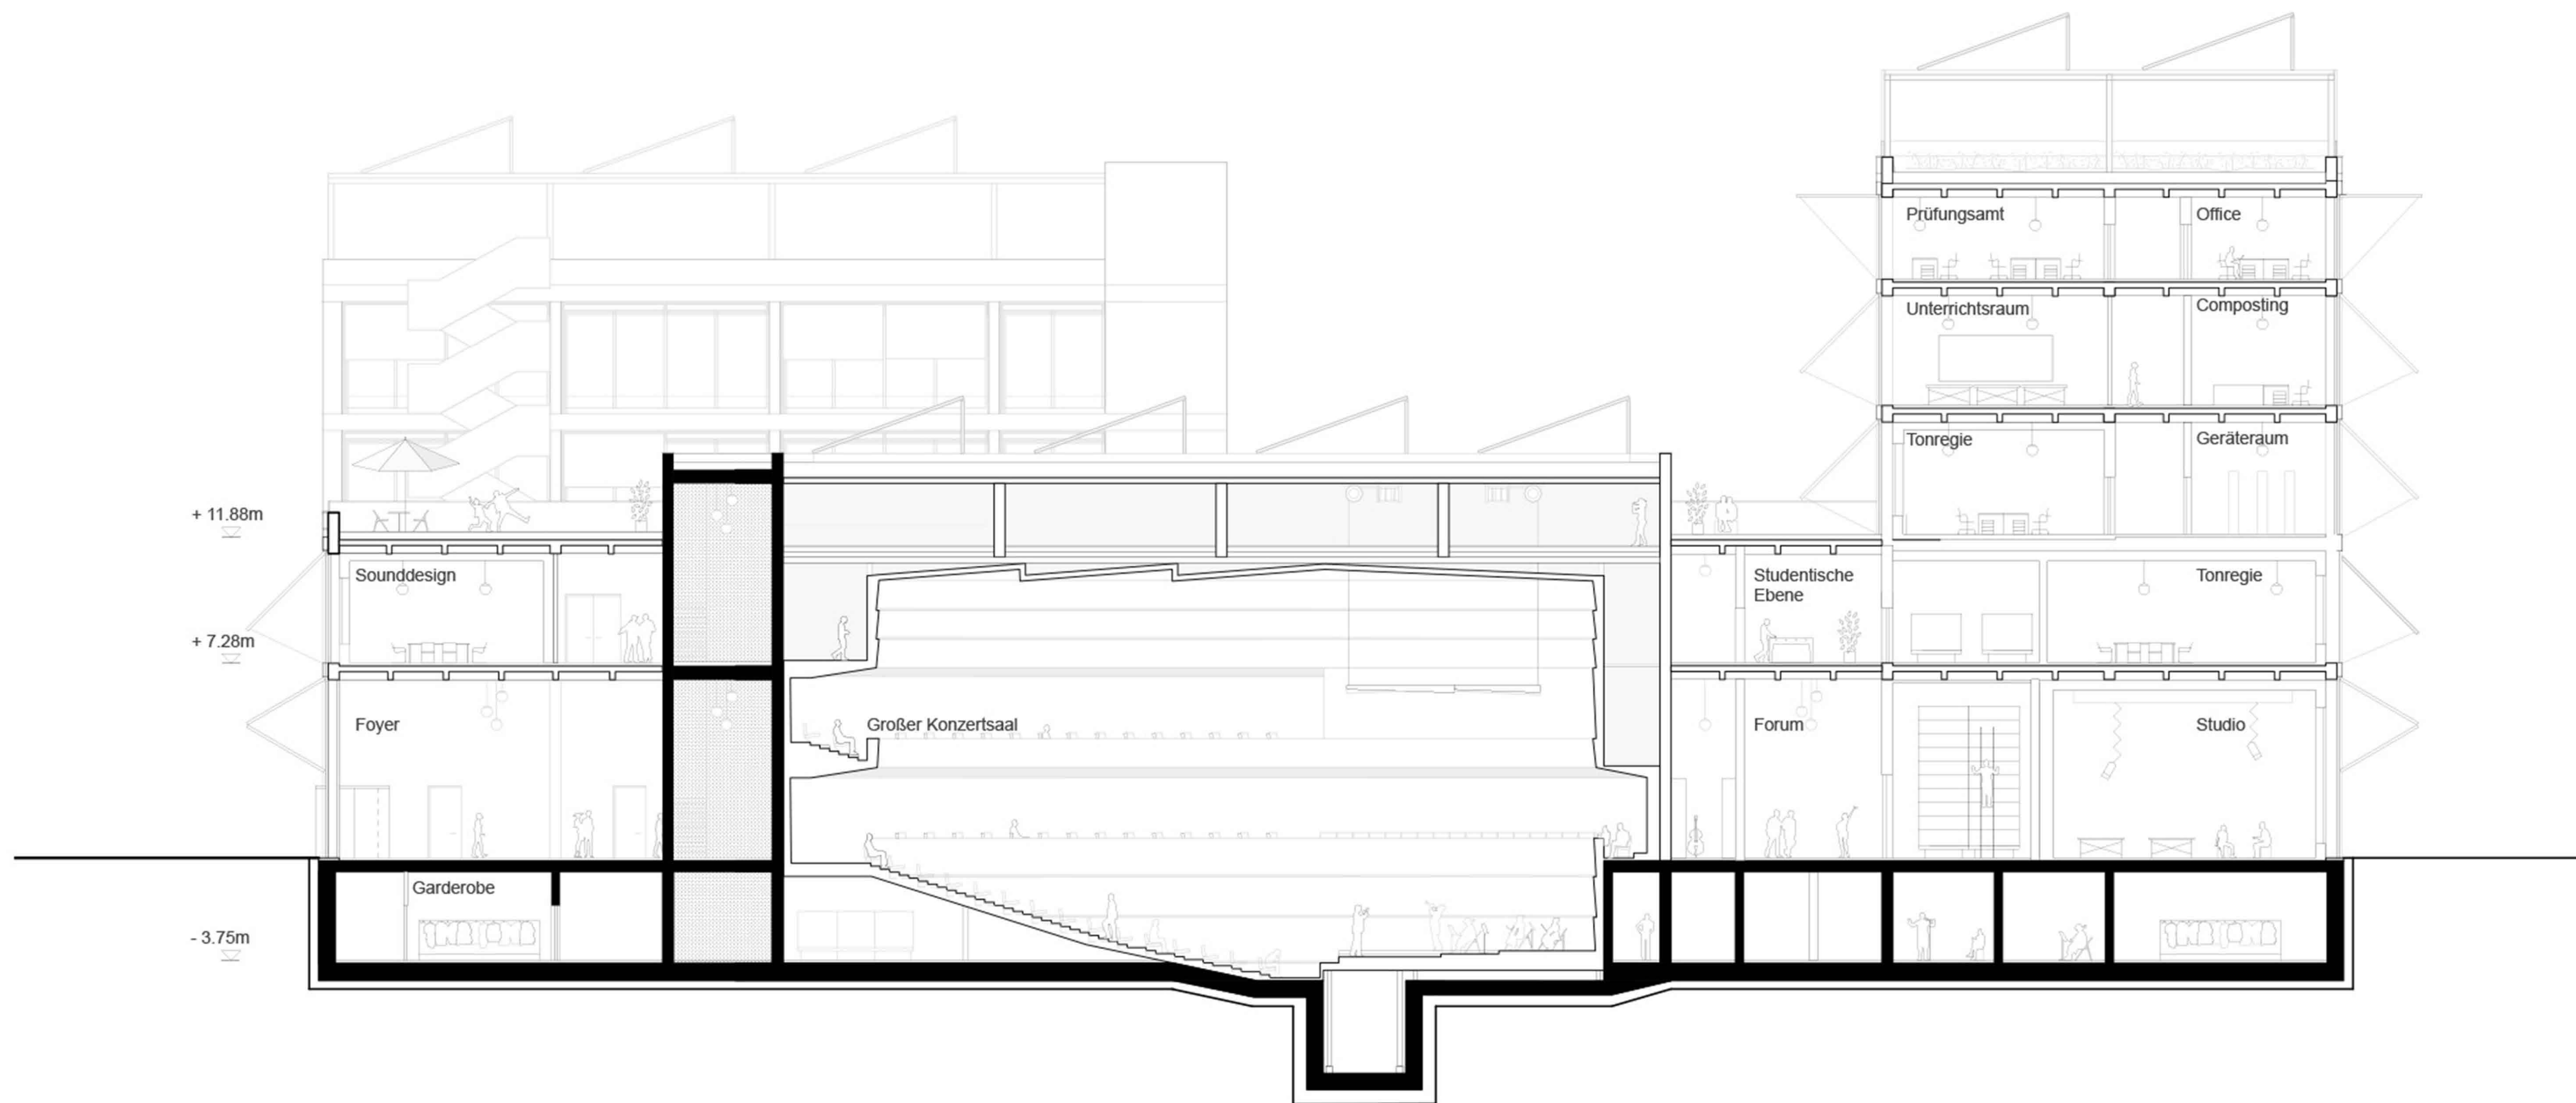 Prüfungsamt
Office
Unterrichtsraum
Composting
Tonregie
Geräteraum
+ 11.88m
Sounddesign
Studentische
Ebene
Tonregie
+ 7.28m
Foyer
Großer Konzertsaal
Forum
Studio
Garderobe
- 3.75m